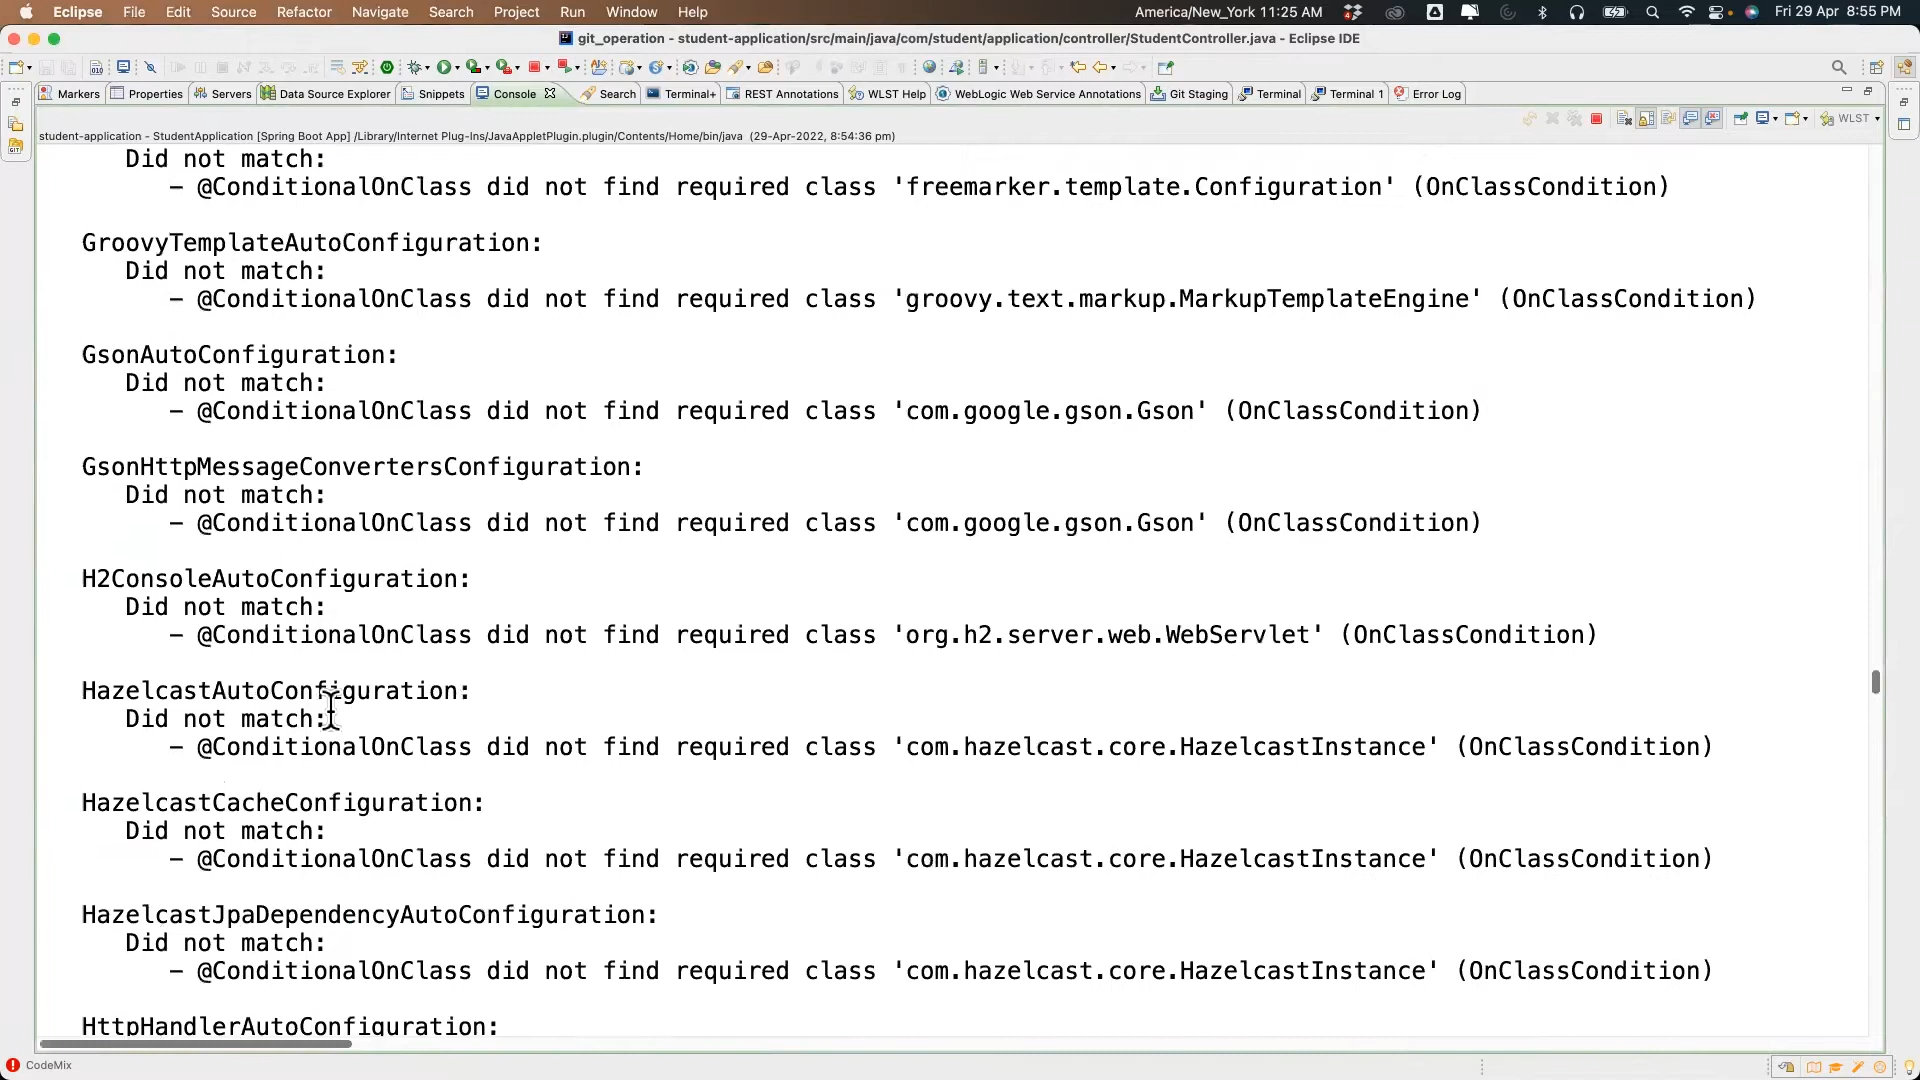 Eclipse File Edit Source Refactor Navigate Search Project Run Window Help America/New_York 11:25 AM Fri 29 Apr 8:55 PM
git_operation - student-application/src/main/java/com/student/application/controller/StudentController.java - Eclipse IDE
Markers Properties Servers Data Source Explorer Snippets Console Search Terminal+ REST Annotations WLST Help WebLogic Web Service Annotations Git Staging Terminal Terminal 1 Error Log
WLST
student-application - StudentApplication [Spring Boot App] /Library/Internet Plug-Ins/JavaAppletPlugin.plugin/Contents/Home/bin/java (29-Apr-2022, 8:54:36 pm)
Did not match:
- @ConditionalOnClass did not find required class 'freemarker.template.Configuration' (OnClassCondition)
GroovyTemplateAutoConfiguration:
Did not match:
- @ConditionalOnClass did not find required class 'groovy.text.markup.MarkupTemplateEngine' (OnClassCondition)
GsonAutoConfiguration:
Did not match:
- @ConditionalOnClass did not find required class 'com.google.gson.Gson' (OnClassCondition)
GsonHttpMessageConvertersConfiguration:
Did not match:
- @ConditionalOnClass did not find required class 'com.google.gson.Gson' (OnClassCondition)
H2ConsoleAutoConfiguration:
Did not match:
- @ConditionalOnClass did not find required class 'org.h2.server.web.WebServlet' (OnClassCondition)
HazelcastAutoConfiguration:
Did not match:
- @ConditionalOnClass did not find required class 'com.hazelcast.core.HazelcastInstance' (OnClassCondition)
HazelcastCacheConfiguration:
Did not match:
- @ConditionalOnClass did not find required class 'com.hazelcast.core.HazelcastInstance' (OnClassCondition)
HazelcastJpaDependencyAutoConfiguration:
Did not match:
- @ConditionalOnClass did not find required class 'com.hazelcast.core.HazelcastInstance' (OnClassCondition)
HttpHandlerAutoConfiguration:
CodeMix